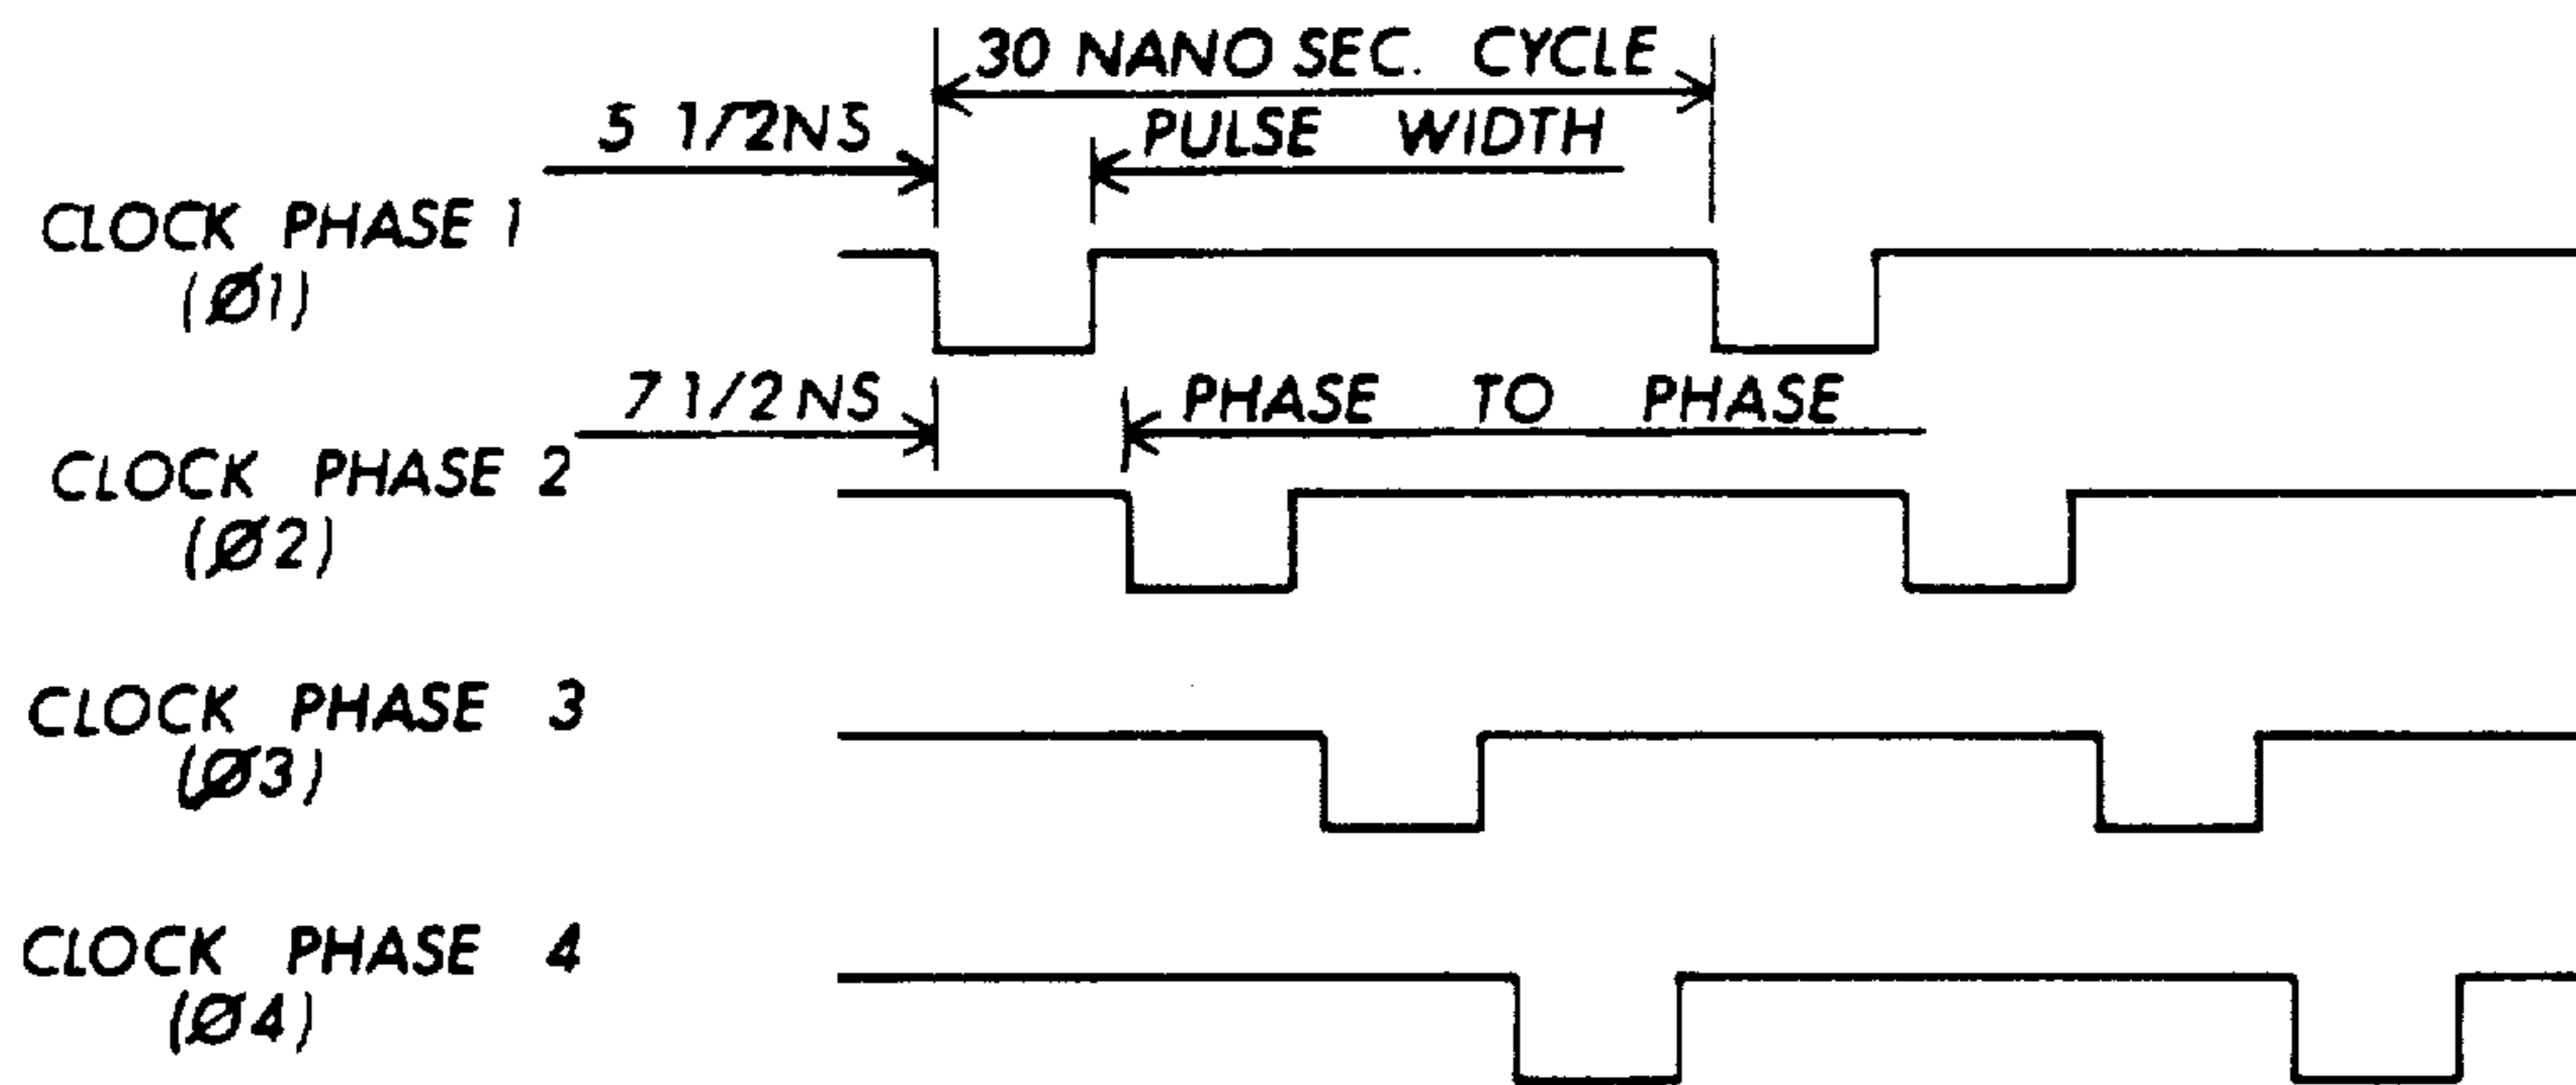 30 NANO SEC. CYCLE
5 1/2NS
PULSE WIDTH
CLOCK PHASE 1
(Ø1)
7 1/2NS
PHASE TO PHASE
CLOCK PHASE 2
(Ø2)
CLOCK PHASE 3
(Ø3)
CLOCK PHASE 4
(Ø4)